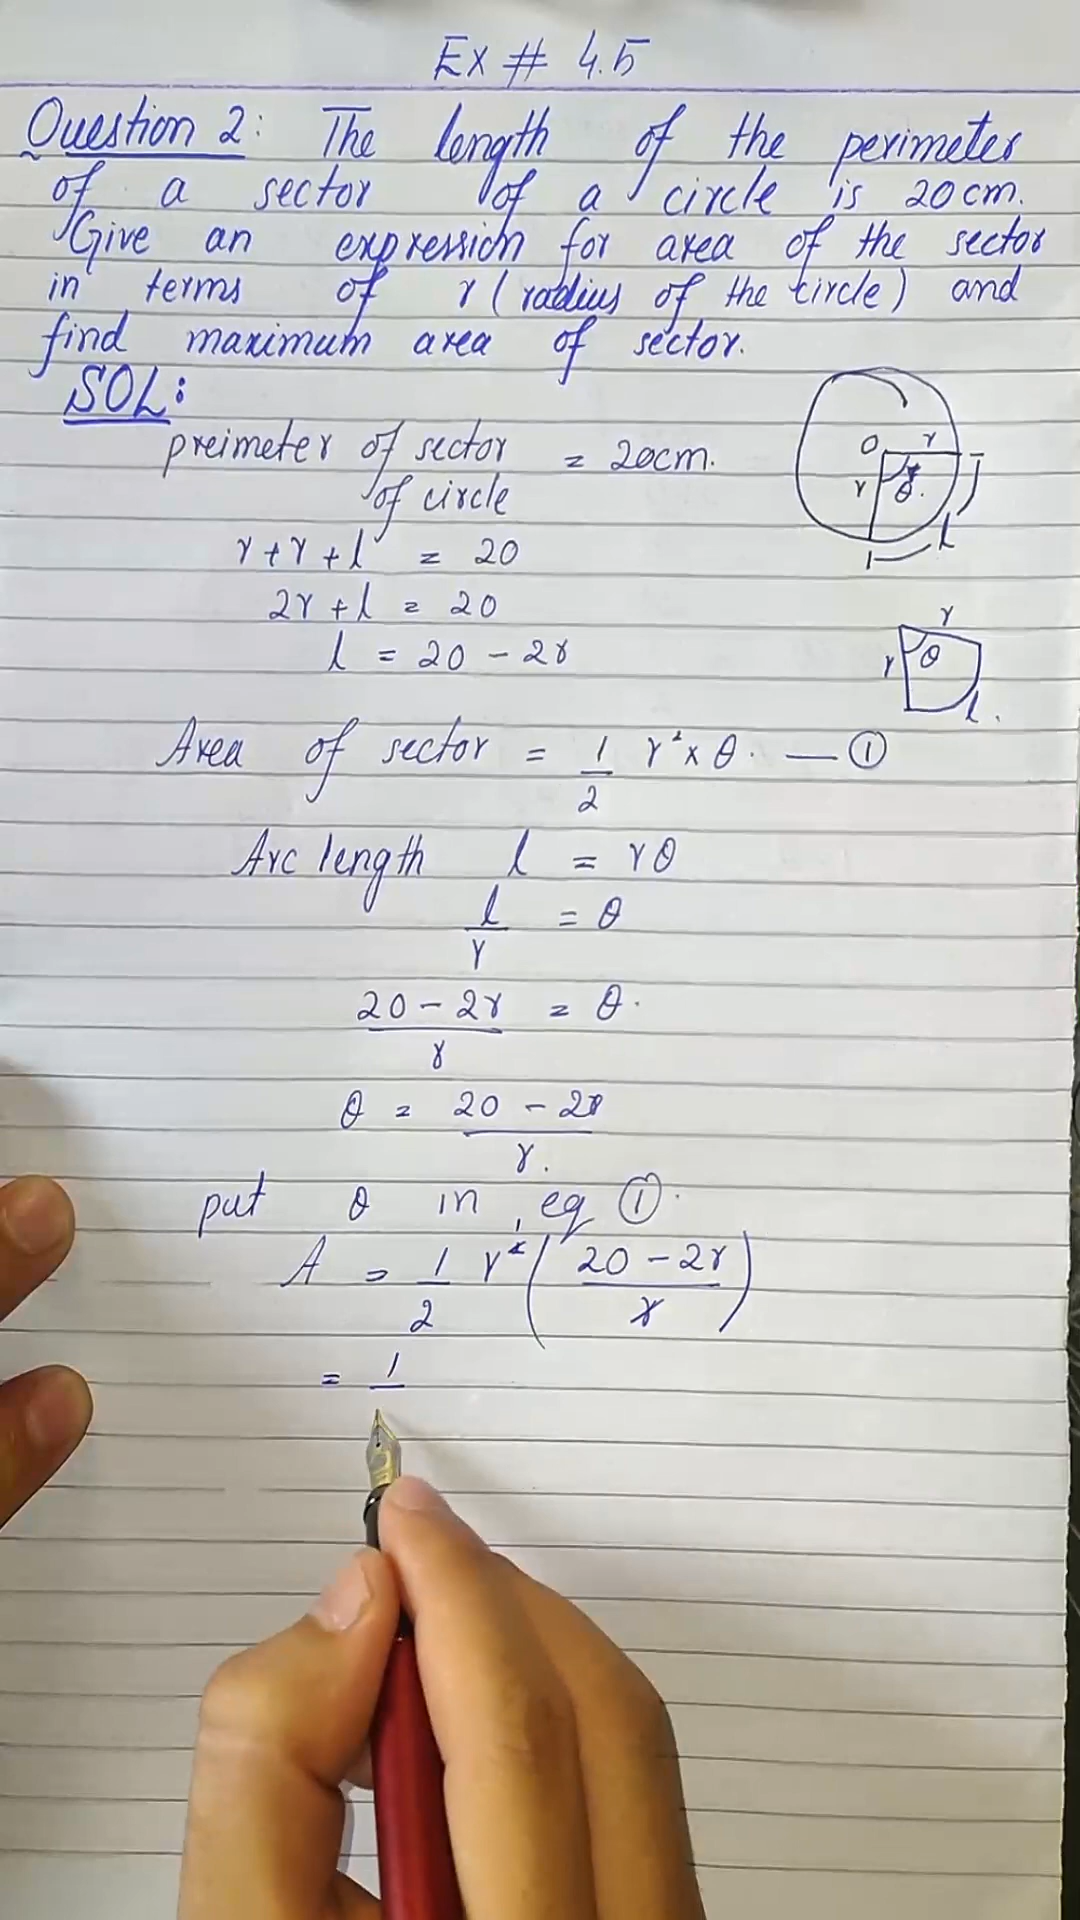 Ex # 4.5
Question 2: The length of the perimeter
of a sector of a circle is 20cm.
Give an expression for area of the sector
in terms of r (radius of the circle) and
find maximum area of sector.
SOL:
preimeter of sector = 20cm.
of circle
r + r + l = 20
2r + l = 20
l = 20 - 2r
O r
r θ.
l
r
r θ
l.
Area of sector = 1/2 r² × θ. — ①
Arc length l = rθ
l/r = θ
20 - 2r / r = θ.
θ = 20 - 2r / r.
put θ in eq ①.
A = 1/2 r² ( 20 - 2r / r )
= 1